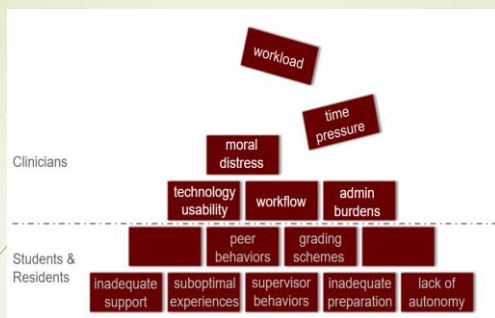 workload
time
pressure
moral
distress
Clinicians
technology
usability
workflow
admin
burdens
peer
behaviors
grading
schemes
Students &
Residents
inadequate
support
suboptimal
experiences
supervisor
behaviors
inadequate
preparation
lack of
autonomy